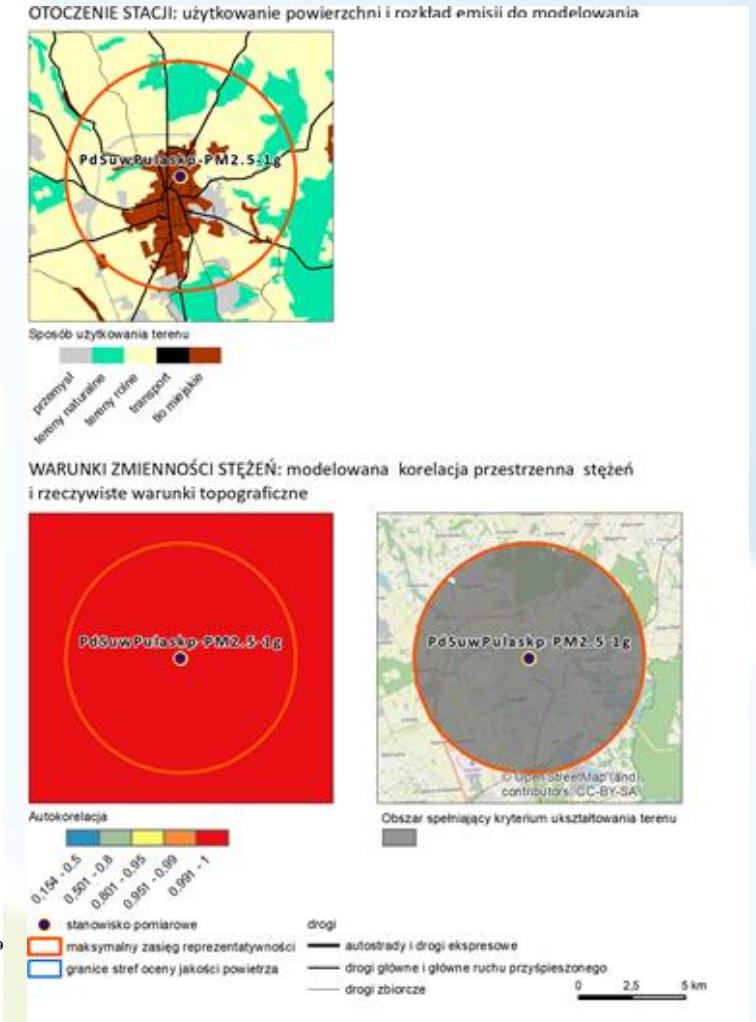 OTOCZENIE STACJI: użytkowanie powierzchni i rozkład emisji do modelowania
PdSuwPulaskp-PM2.5-1g
Sposób użytkowania terenu
przemysł
tereny naturalne
tereny rolne
transport
tło miejskie
WARUNKI ZMIENNOŚCI STĘŻEŃ: modelowana korelacja przestrzenna stężeń
i rzeczywiste warunki topograficzne
PdSuwPulaskp-PM2.5-1g
PdSuwPulaskp-PM2.5-1g
© OpenStreetMap (and)
contributors, CC-BY-SA
Autokorelacja
0,154 - 0,5
0,501 - 0,8
0,801 - 0,95
0,951 - 0,99
0,991 - 1
Obszar spełniający kryterium ukształtowania terenu
stanowisko pomiarowe
maksymalny zasięg reprezentatywności
granice stref oceny jakości powietrza
drogi
autostrady i drogi ekspresowe
drogi główne i główne ruchu przyśpieszonego
drogi zbiorcze
0 2,5 5 km